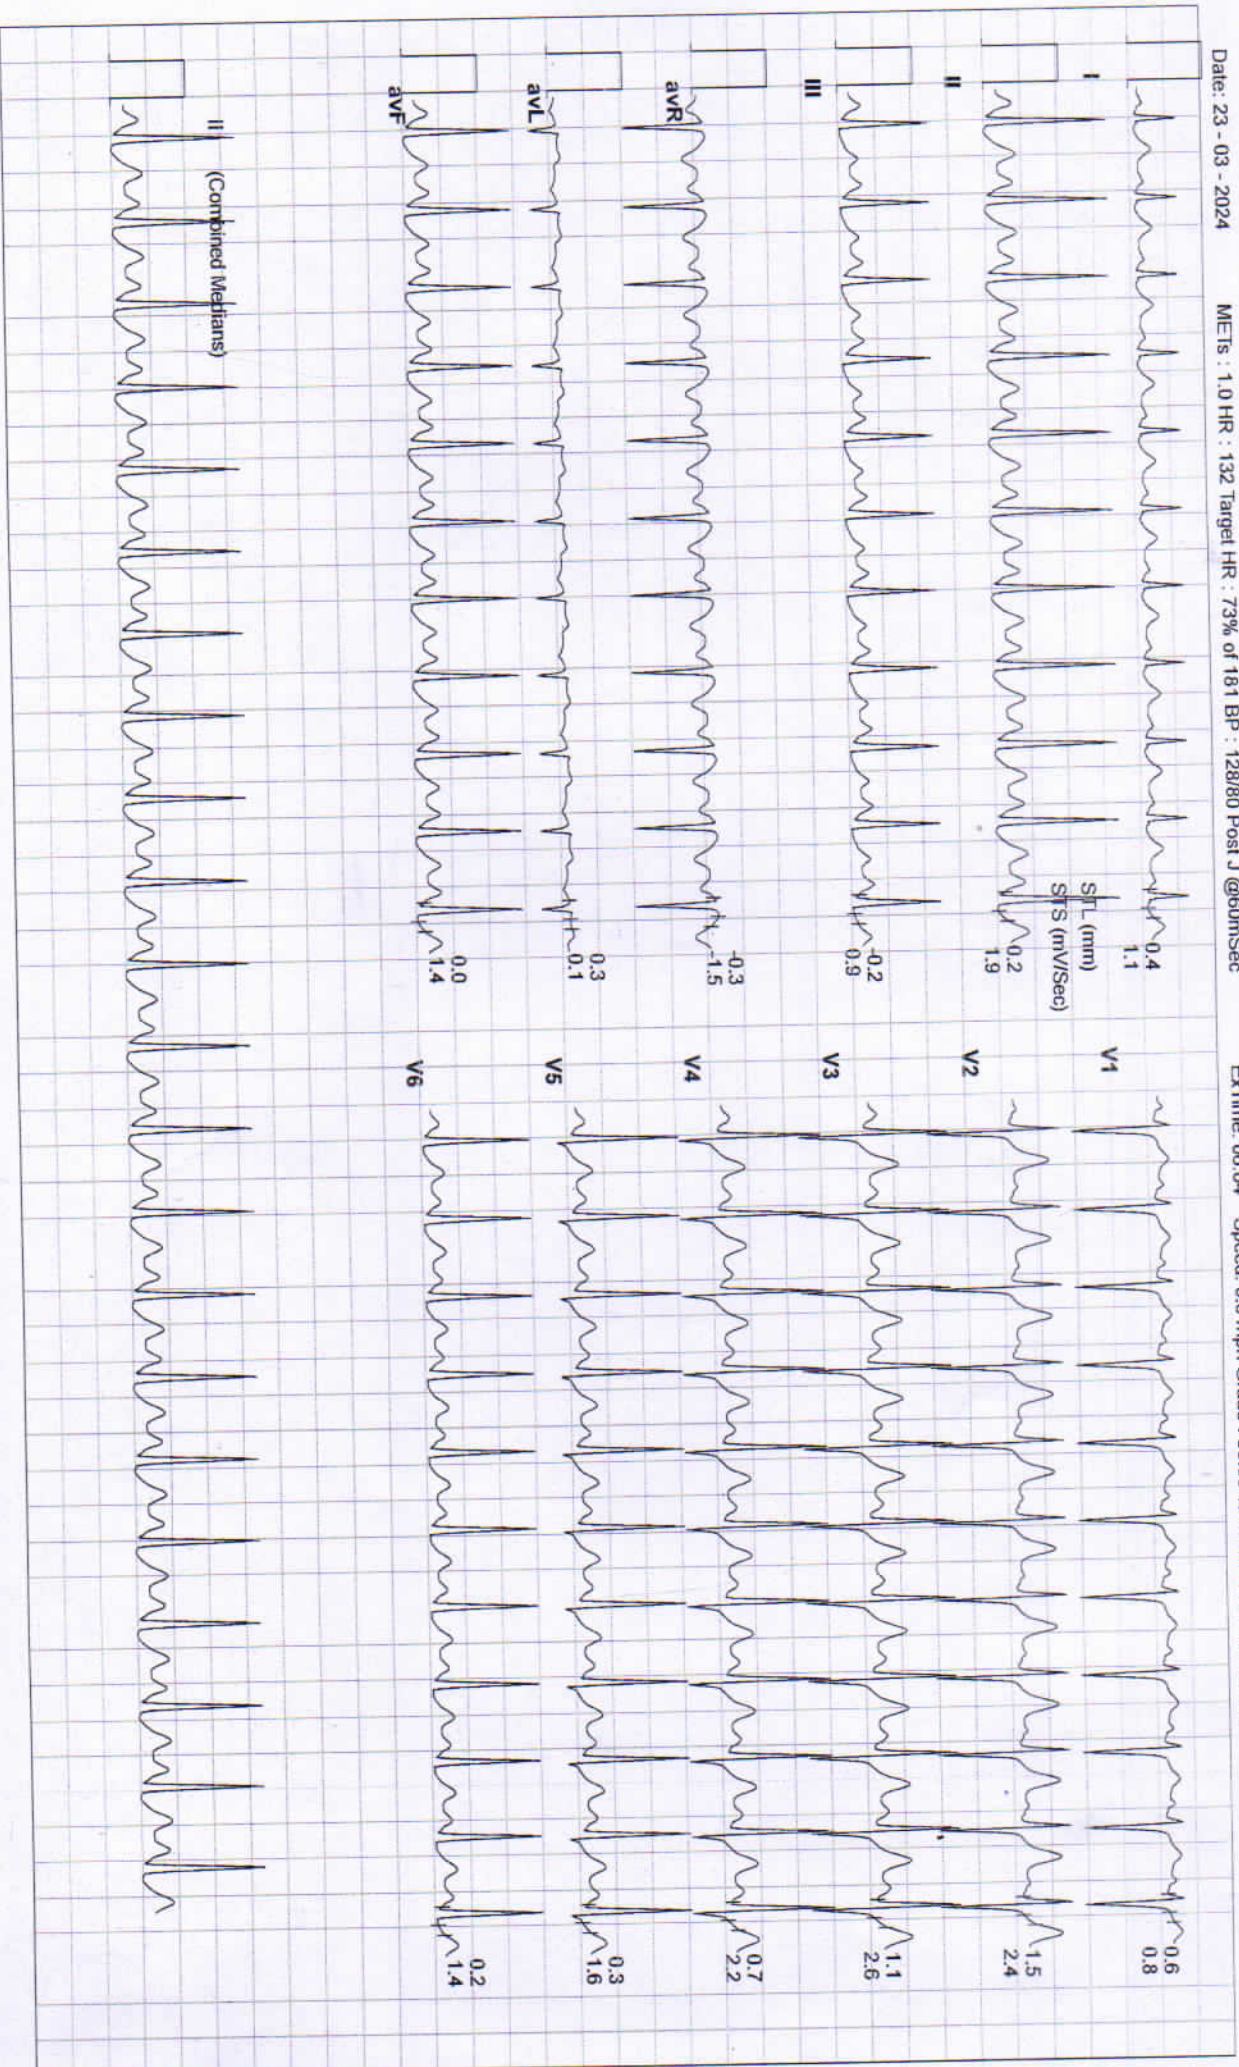 Date: 23 - 03 - 2024 METs : 1.0 HR : 132 Target HR : 73% of 181 BP : 128/80 Post J @60mSec
I
0.4
1.1
STL (mm)
STS (mV/Sec)
II
0.2
1.9
III
-0.2
0.9
avR
-0.3
-1.5
avL
0.3
0.1
avF
0.0
1.4
V1
0.6
0.8
V2
1.5
2.4
V3
1.1
2.6
V4
0.7
2.2
V5
0.3
1.6
V6
0.2
1.4
II (Combined Medians)